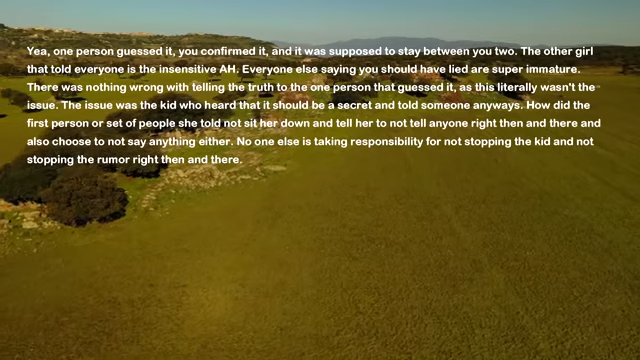 Yea, one person guessed it, you confirmed it, and it was supposed to stay between you two. The other girl
that told everyone is the insensitive AH. Everyone else saying you should have lied are super immature.
There was nothing wrong with telling the truth to the one person that guessed it, as this literally wasn't the
issue. The issue was the kid who heard that it should be a secret and told someone anyways. How did the
first person or set of people she told not sit her down and tell her to not tell anyone right then and there and
also choose to not say anything either. No one else is taking responsibility for not stopping the kid and not
stopping the rumor right then and there.